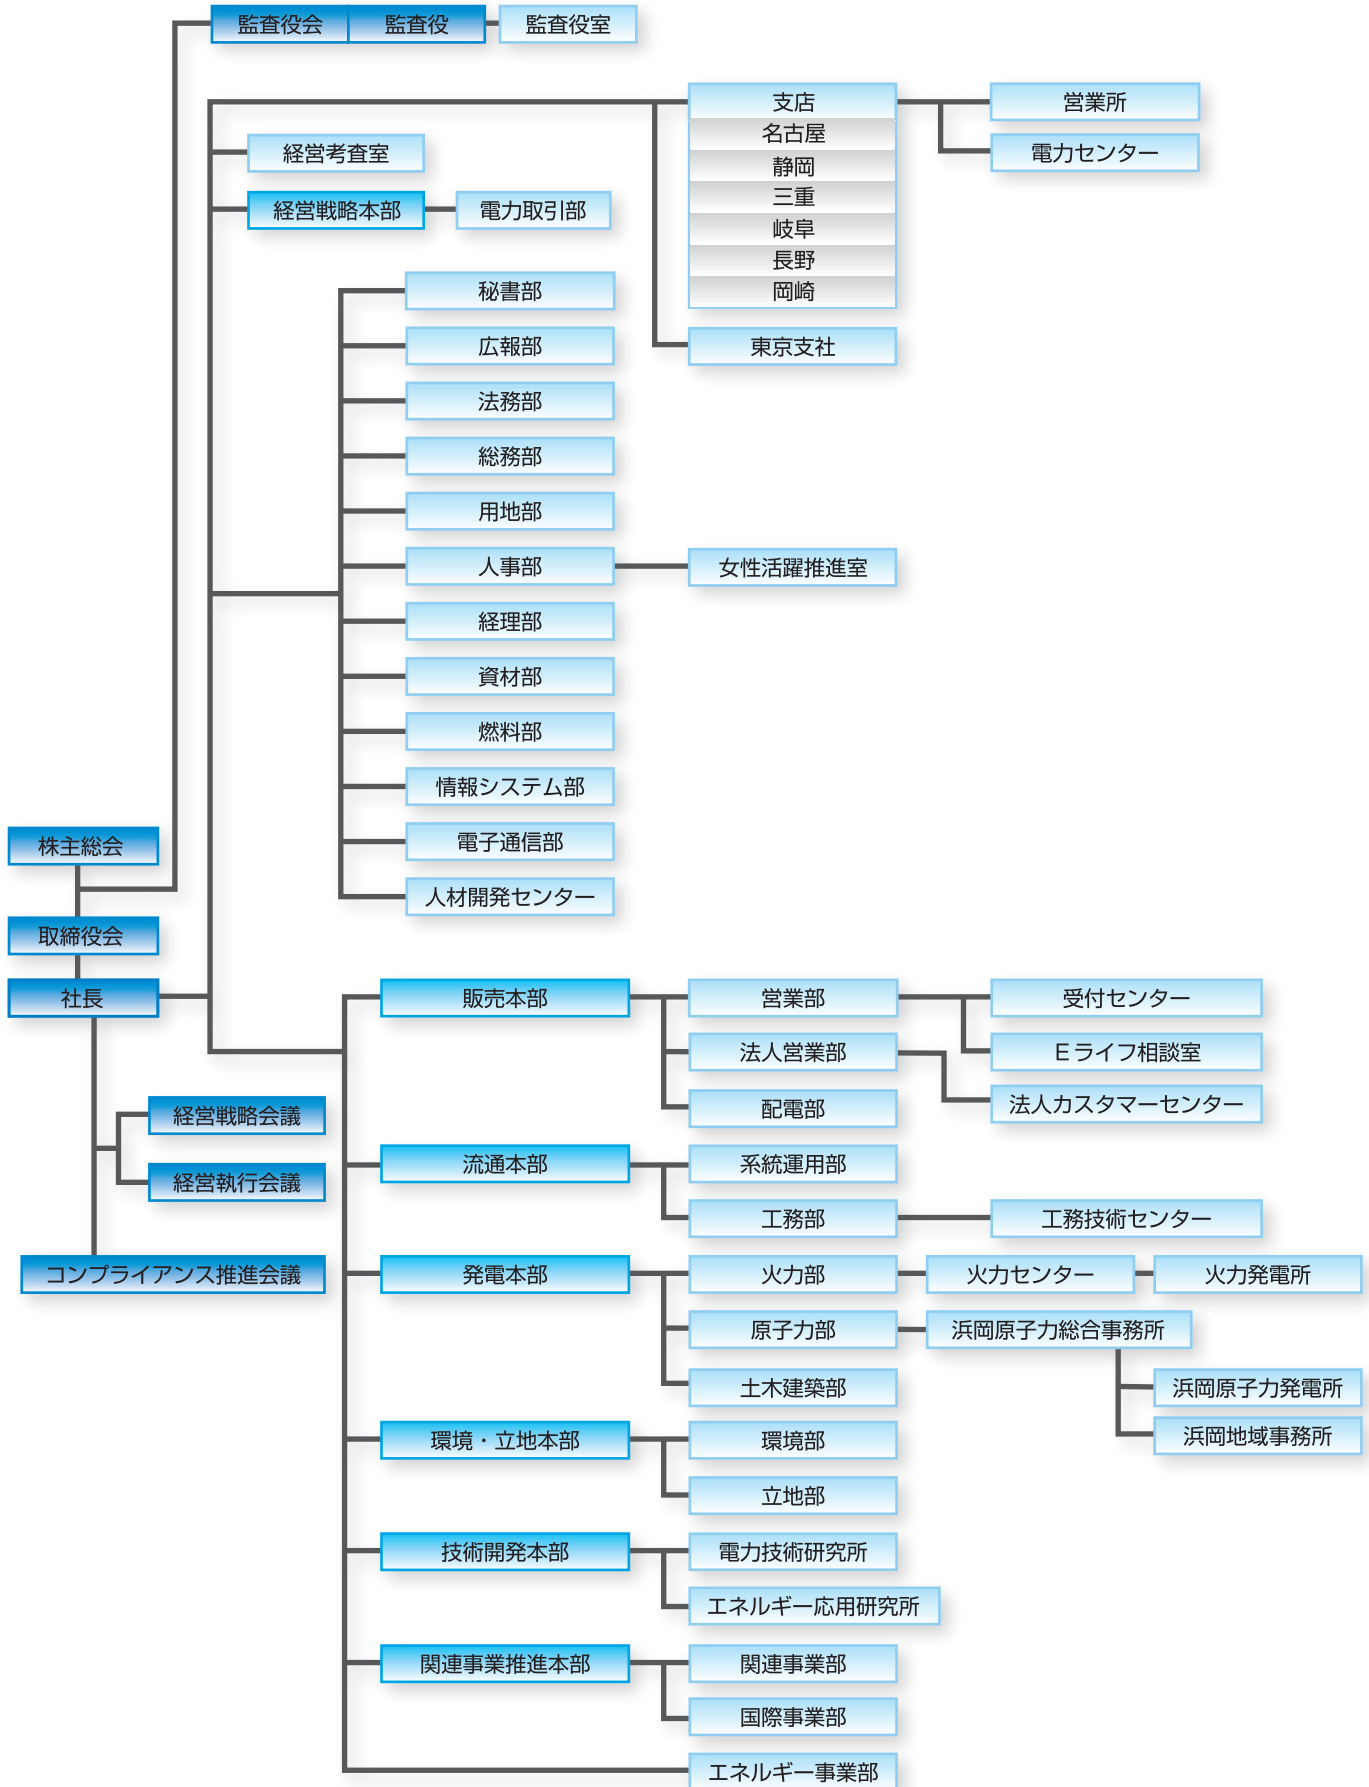 監査役会
監査役
監査役室
支店
名古屋
静岡
三重
岐阜
長野
岡崎
営業所
電力センター
経営考査室
経営戦略本部
電力取引部
東京支社
秘書部
広報部
法務部
総務部
用地部
人事部
女性活躍推進室
経理部
資材部
燃料部
情報システム部
電子通信部
人材開発センター
株主総会
取締役会
社長
経営戦略会議
経営執行会議
コンプライアンス推進会議
販売本部
営業部
受付センター
Eライフ相談室
法人営業部
法人カスタマーセンター
配電部
流通本部
系統運用部
工務部
工務技術センター
発電本部
火力部
火力センター
火力発電所
原子力部
浜岡原子力総合事務所
浜岡原子力発電所
浜岡地域事務所
土木建築部
環境・立地本部
環境部
立地部
技術開発本部
電力技術研究所
エネルギー応用研究所
関連事業推進本部
関連事業部
国際事業部
エネルギー事業部